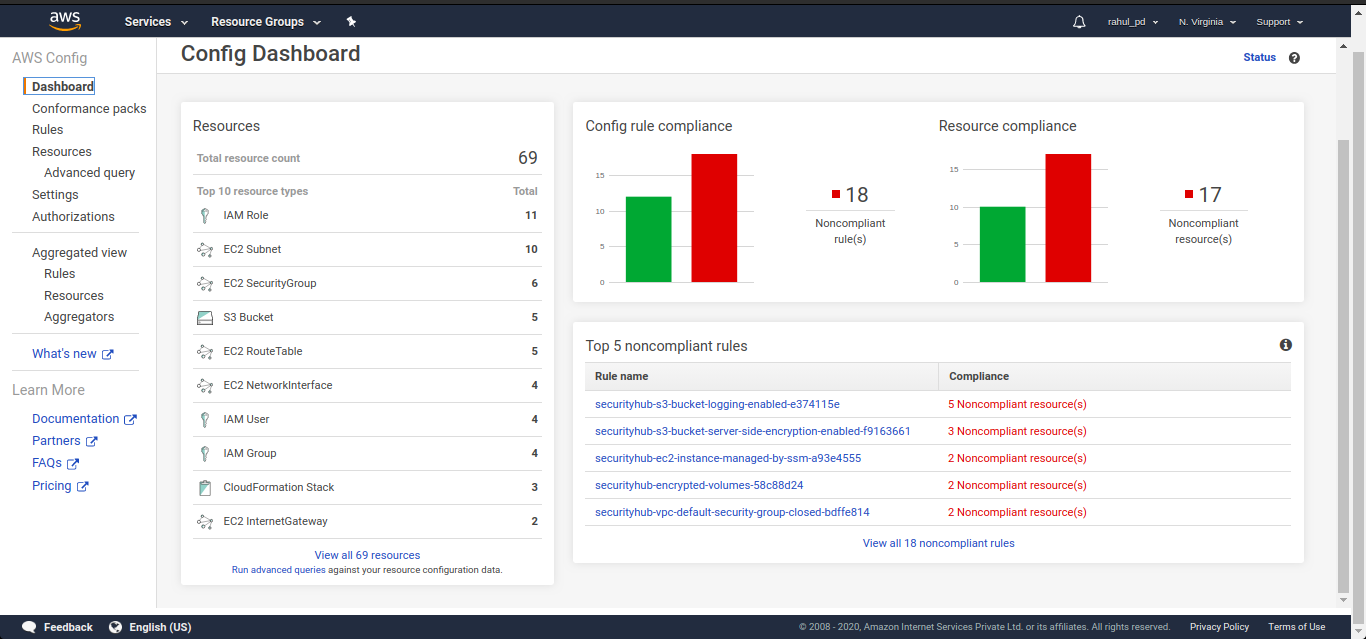 aws
Services
Resource Groups
rahul_pd
N. Virginia
Support
AWS Config
Dashboard
Conformance packs
Rules
Resources
Advanced query
Settings
Authorizations
Aggregated view
Rules
Resources
Aggregators
What's new
Learn More
Documentation
Partners
FAQs
Pricing
Config Dashboard
Status
Resources
Total resource count 69
Top 10 resource types Total
IAM Role 11
EC2 Subnet 10
EC2 SecurityGroup 6
S3 Bucket 5
EC2 RouteTable 5
EC2 NetworkInterface 4
IAM User 4
IAM Group 4
CloudFormation Stack 3
EC2 InternetGateway 2
View all 69 resources
Run advanced queries against your resource configuration data.
Config rule compliance
15
10
5
0
18
Noncompliant
rule(s)
Resource compliance
15
10
5
0
17
Noncompliant
resource(s)
Top 5 noncompliant rules
Rule name Compliance
securityhub-s3-bucket-logging-enabled-e374115e 5 Noncompliant resource(s)
securityhub-s3-bucket-server-side-encryption-enabled-f9163661 3 Noncompliant resource(s)
securityhub-ec2-instance-managed-by-ssm-a93e4555 2 Noncompliant resource(s)
securityhub-encrypted-volumes-58c88d24 2 Noncompliant resource(s)
securityhub-vpc-default-security-group-closed-bdffe814 2 Noncompliant resource(s)
View all 18 noncompliant rules
Feedback
English (US)
© 2008 - 2020, Amazon Internet Services Private Ltd. or its affiliates. All rights reserved.
Privacy Policy
Terms of Use